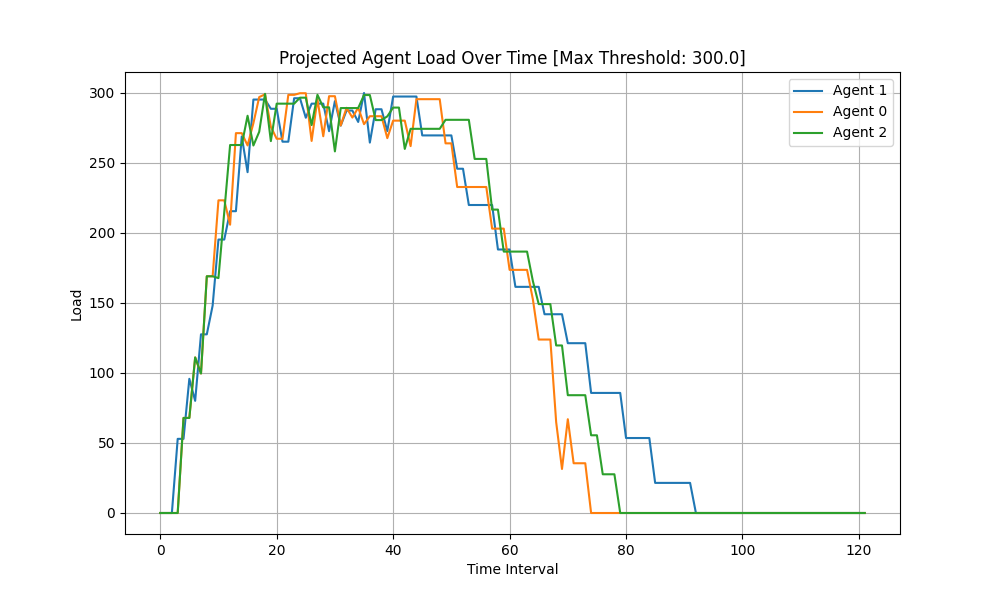 Projected Agent Load Over Time [Max Threshold: 300.0]
Agent 1
Agent 0
Agent 2
Load
300
250
200
150
100
50
0
0 20 40 60 80 100 120
Time Interval